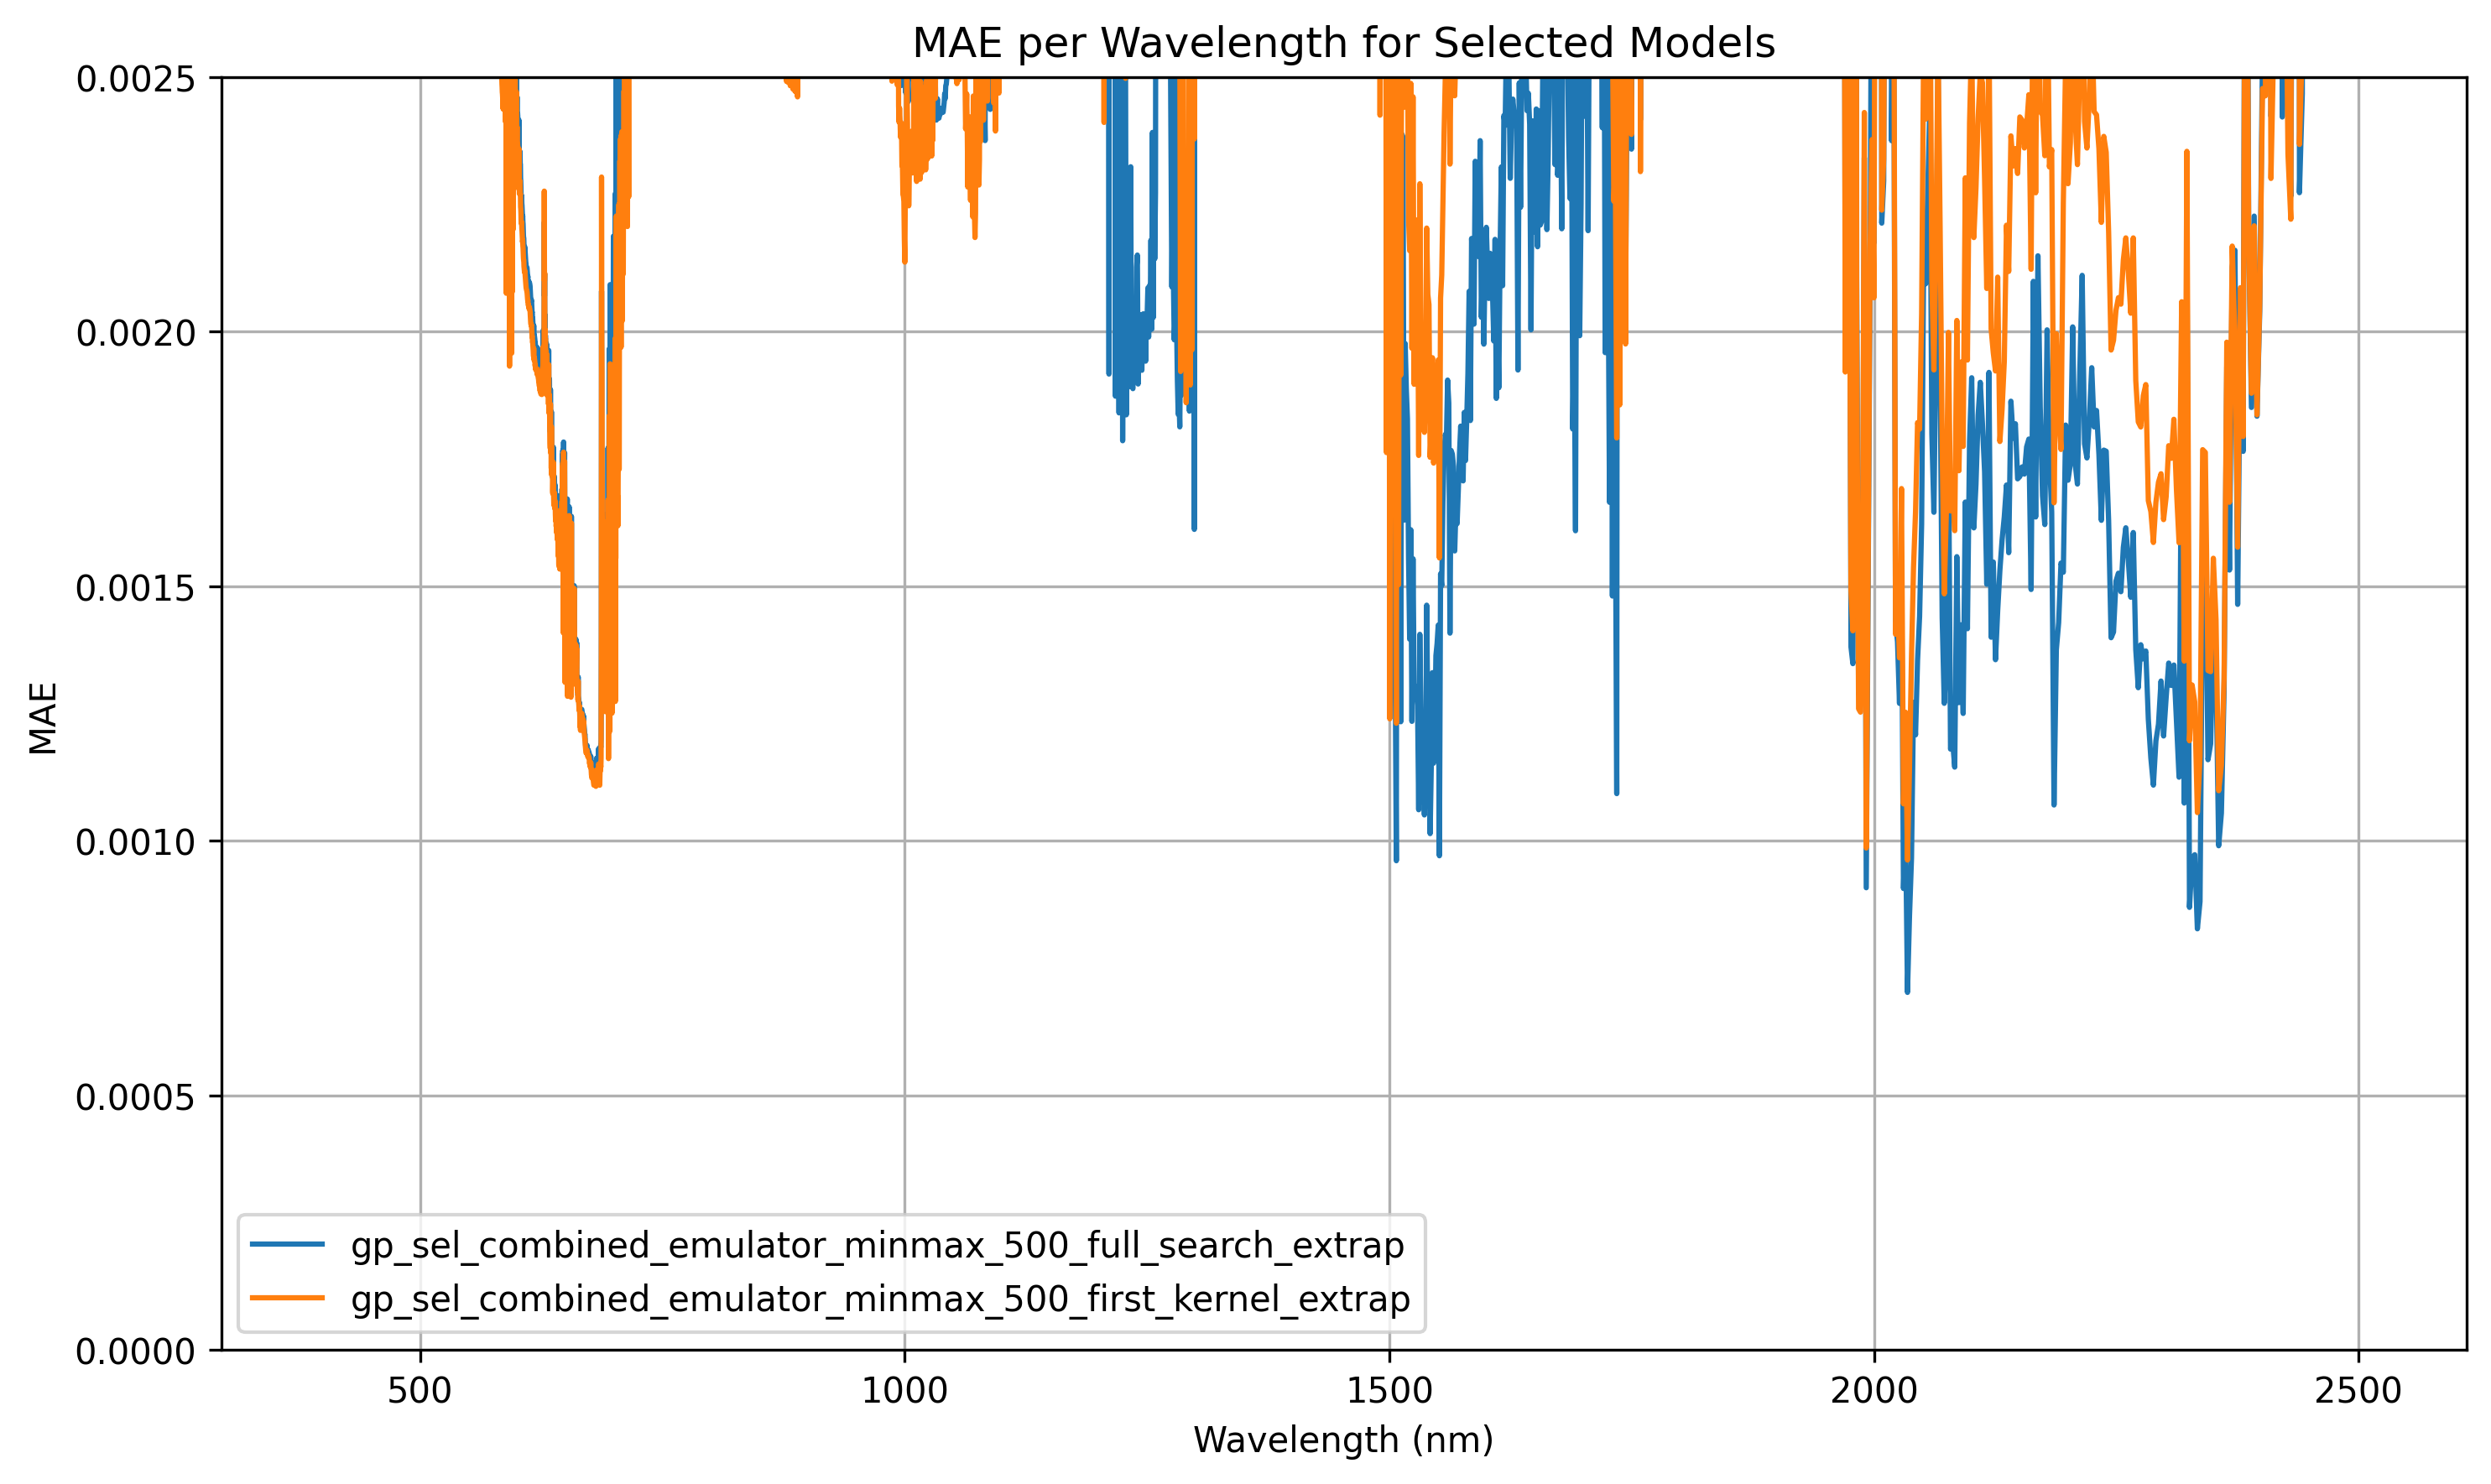 MAE per Wavelength for Selected Models
0.0025
0.0020
0.0015
0.0010
0.0005
0.0000
MAE
gp_sel_combined_emulator_minmax_500_full_search_extrap
gp_sel_combined_emulator_minmax_500_first_kernel_extrap
500 1000 1500 2000 2500
Wavelength (nm)